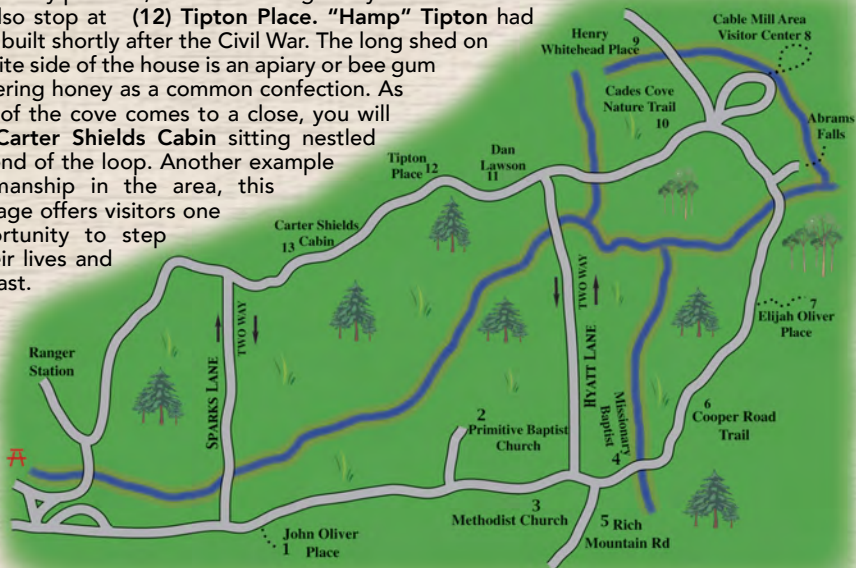 also stop at (12) Tipton Place. “Hamp” Tipton had
built shortly after the Civil War. The long shed on
site side of the house is an apiary or bee gum
ering honey as a common confection. As
of the cove comes to a close, you will
Carter Shields Cabin sitting nestled
end of the loop. Another example
manship in the area, this
age offers visitors one
rtunity to step
eir lives and
ast.
Henry
Whitehead Place 9
Cable Mill Area
Visitor Center 8
Cades Cove
Nature Trail
10
Abrams
Falls
Tipton
Place 12
Dan
Lawson
11
Carter Shields
13 Cabin
TWO WAY
HYATT LANE
7
Elijah Oliver
Place
Ranger
Station
SPARKS LANE
TWO WAY
6
Cooper Road
Trail
2
Primitive Baptist
Church
Missionary
Baptist
4
3
Methodist Church
5 Rich
Mountain Rd
John Oliver
1 Place